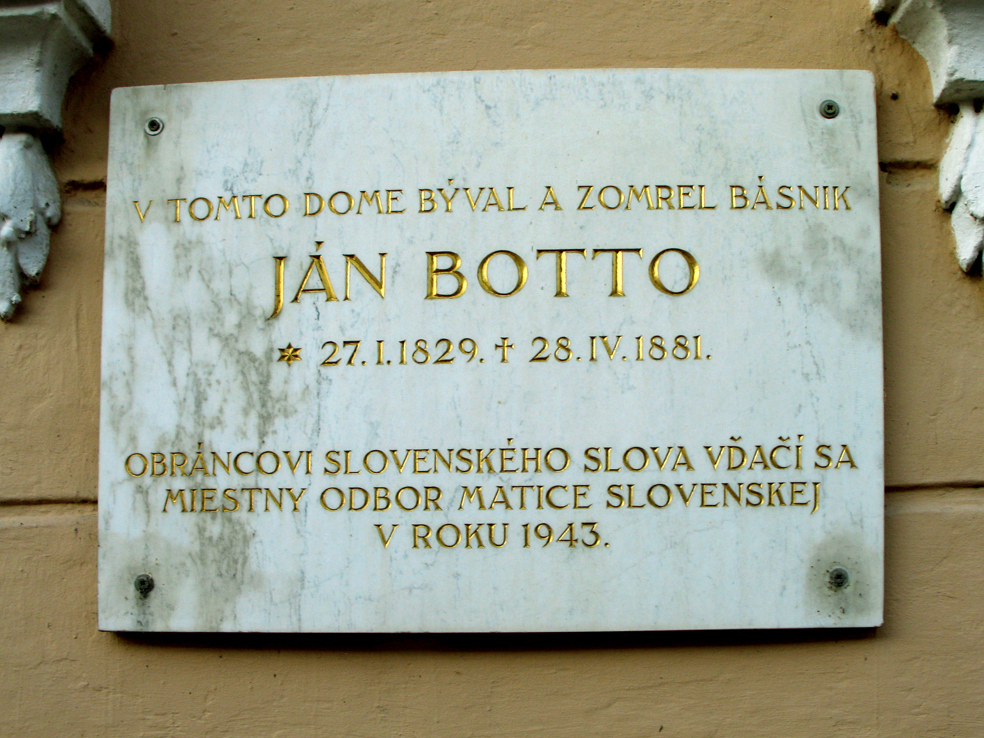 V TOMTO DOME BÝVAL A ZOMREL BÁSNIK
JÁN BOTTO
✶ 27.I.1829. ✝ 28.IV.1881.
OBRÁNCOVI SLOVENSKÉHO SLOVA VĎAČÍ SA
MIESTNY ODBOR MATICE SLOVENSKEJ
V ROKU 1943.